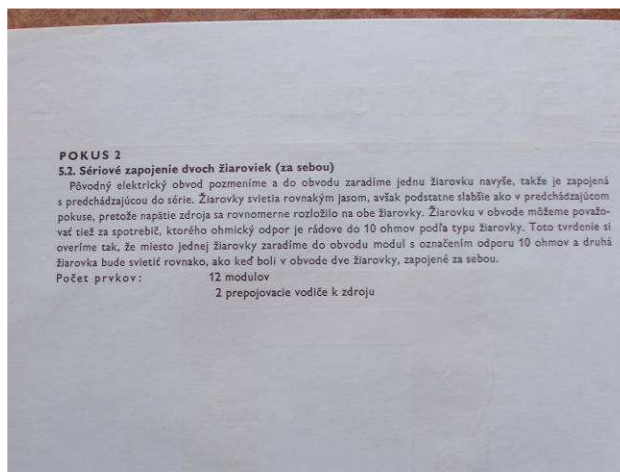 POKUS 2
5.2. Sériové zapojenie dvoch žiaroviek (za sebou)
Pôvodný elektrický obvod pozmeníme a do obvodu zaradíme jednu žiarovku navyše, takže je zapojená
s predchádzajúcou do série. Žiarovky svietia rovnakým jasom, avšak podstatne slabšie ako v predchádzajúcom
pokuse, pretože napätie zdroja sa rovnomerne rozložilo na obe žiarovky. Žiarovku v obvode môžeme považo-
vať tiež za spotrebič, ktorého ohmický odpor je rádove do 10 ohmov podľa typu žiarovky. Toto tvrdenie si
overíme tak, že miesto jednej žiarovky zaradíme do obvodu modul s označením odporu 10 ohmov a druhá
žiarovka bude svietiť rovnako, ako keď boli v obvode dve žiarovky, zapojené za sebou.
Počet prvkov: 12 modulov
2 prepojovacie vodiče k zdroju